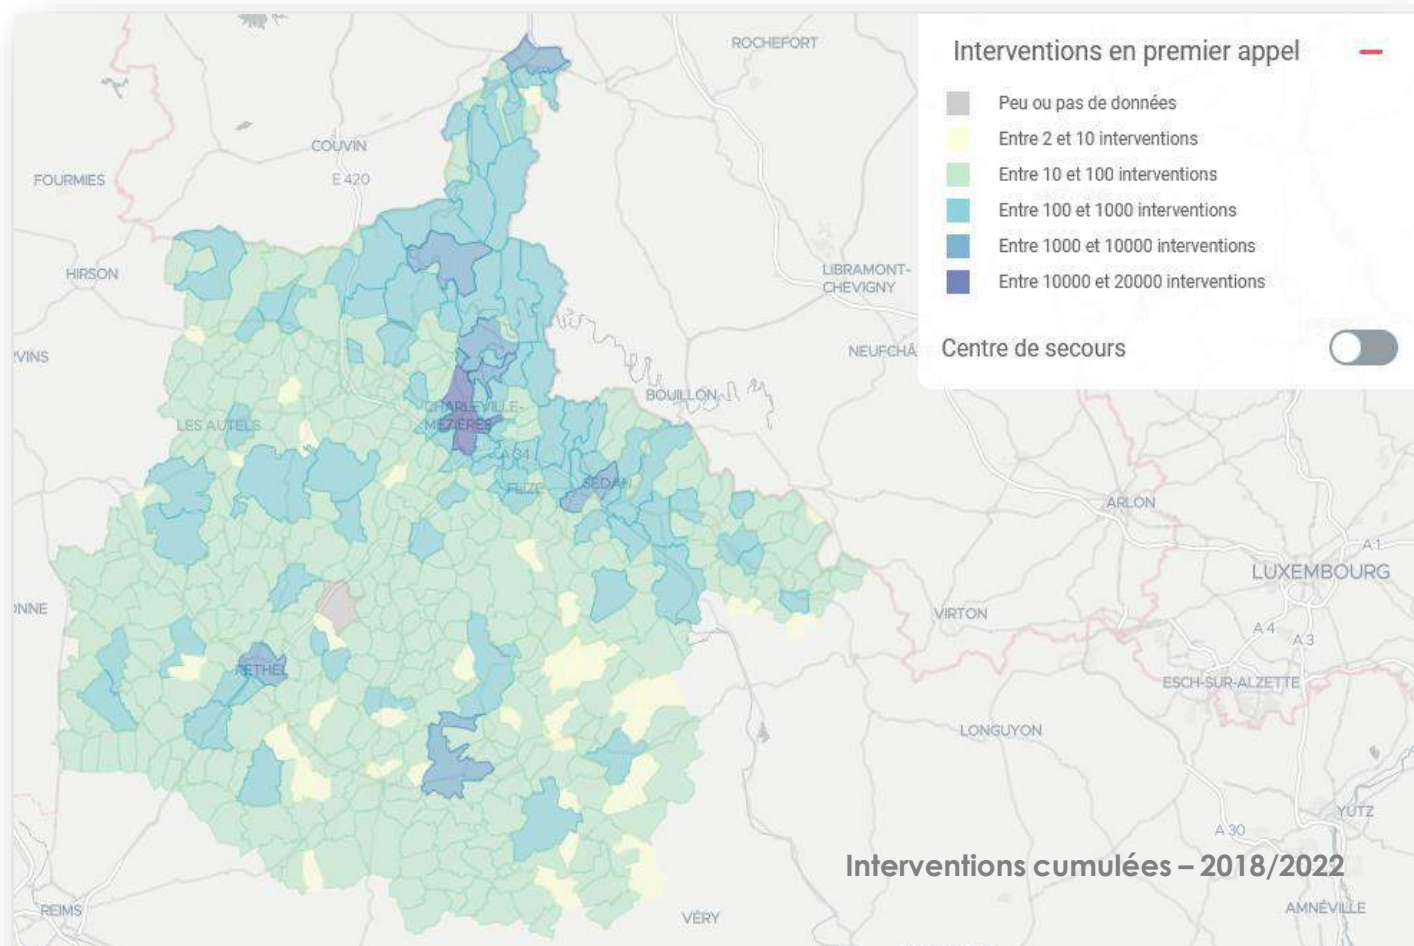 Interventions en premier appel
Peu ou pas de données
Entre 2 et 10 interventions
Entre 10 et 100 interventions
Entre 100 et 1000 interventions
Entre 1000 et 10000 interventions
Entre 10000 et 20000 interventions
Centre de secours
ROCHEFORT
COUVIN
E 420
FOURMIES
HIRSON
LIBRAMONT-
CHEVIGNY
VINS
NEUFCHÂ
BOUILLON
CHARLEVILLE-
MÉZIÈRES
LES AUTELS
A 34
FLIZE
SEDAN
ARLON
A 1
LUXEMBOURG
ONNE
VIRTON
A 4
A 3
RETHEL
ESCH-SUR-ALZETTE
LONGUYON
YUTZ
A 30
Interventions cumulées – 2018/2022
REIMS
VÉRY
AMNÉVILLE